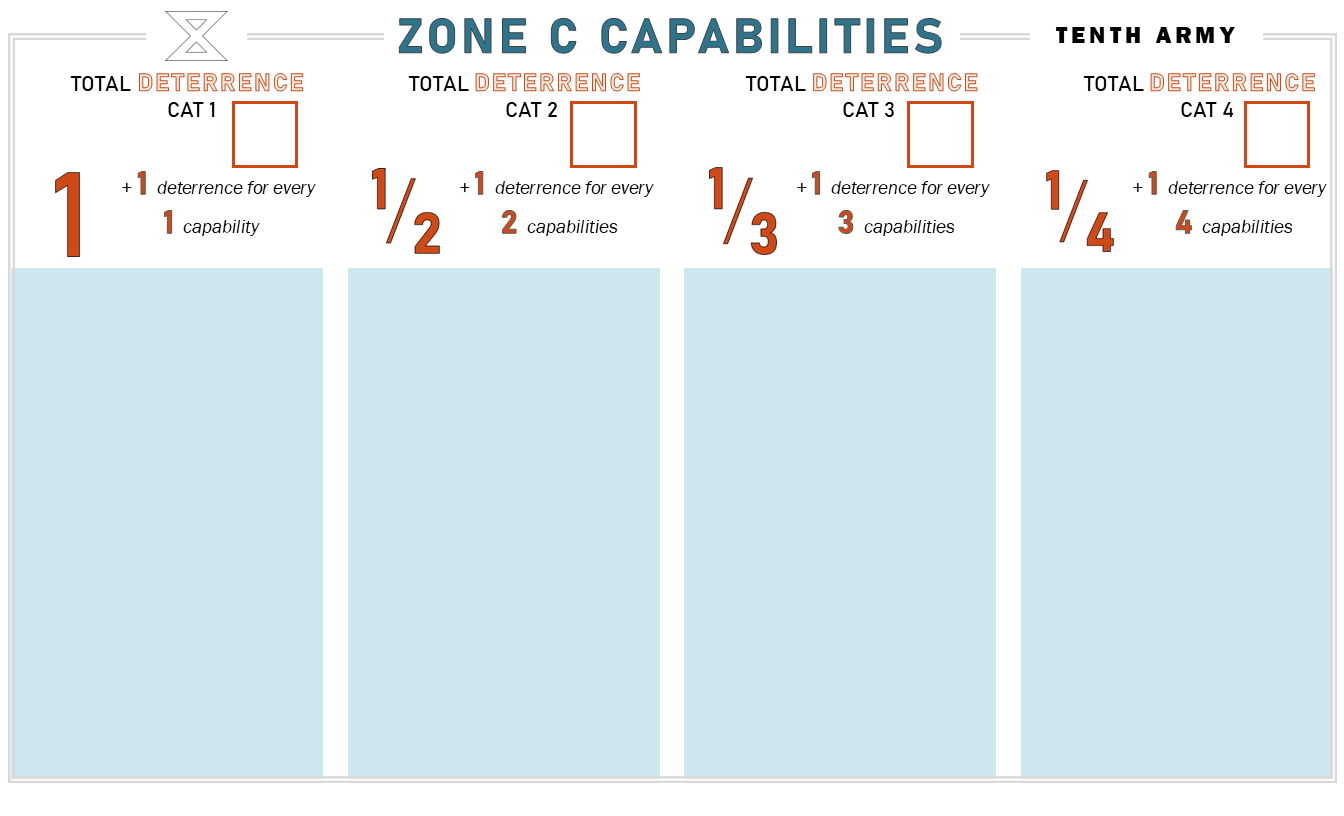 ZONE C CAPABILITIES
TENTH ARMY
TOTAL DETERRENCE
CAT 1
1
+ 1 deterrence for every
1 capability
TOTAL DETERRENCE
CAT 2
1/2
+ 1 deterrence for every
2 capabilities
TOTAL DETERRENCE
CAT 3
1/3
+ 1 deterrence for every
3 capabilities
TOTAL DETERRENCE
CAT 4
1/4
+ 1 deterrence for every
4 capabilities